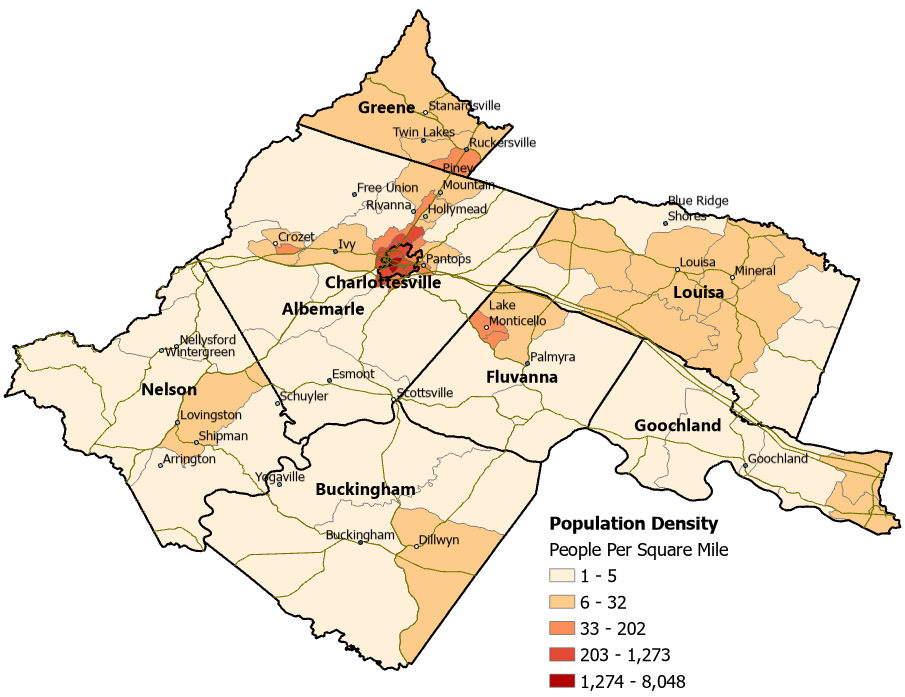 Greene
Stanardsville
Twin Lakes
Ruckersville
Piney
Mountain
Free Union
Rivanna
Hollymead
Blue Ridge
Shores
Crozet
Ivy
Pantops
Charlottesville
Albemarle
Louisa
Mineral
Louisa
Lake
Monticello
Palmyra
Fluvanna
Nellysford
Wintergreen
Nelson
Esmont
Schuyler
Scottsville
Lovingston
Shipman
Arrington
Goochland
Goochland
Yogaville
Buckingham
Buckingham
Dillwyn
Population Density
People Per Square Mile
1 - 5
6 - 32
33 - 202
203 - 1,273
1,274 - 8,048